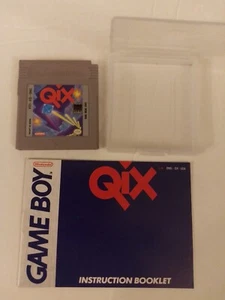 QIX
Nintendo
GAME BOY
QIX
INSTRUCTION BOOKLET